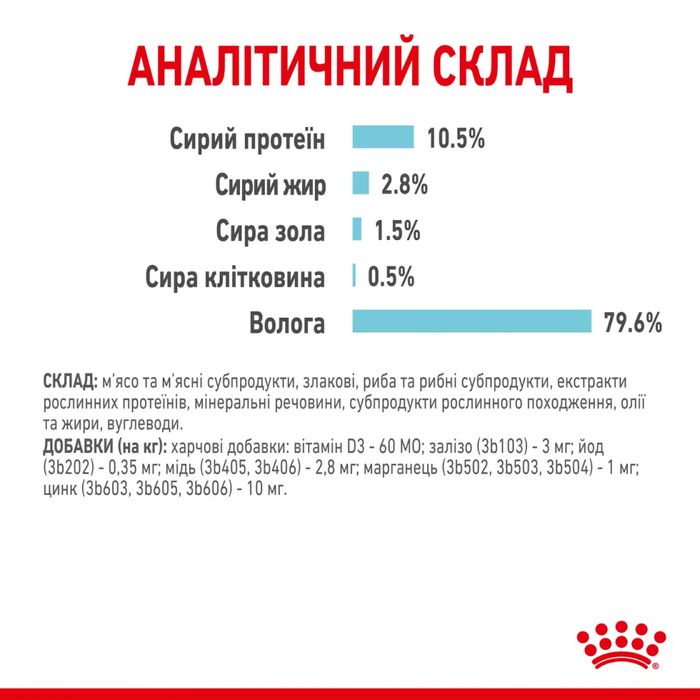 АНАЛІТИЧНИЙ СКЛАД
Сирий протеїн 10.5%
Сирий жир 2.8%
Сира зола 1.5%
Сира клітковина 0.5%
Волога 79.6%
СКЛАД: м'ясо та м'ясні субпродукти, злакові, риба та рибні субпродукти, екстракти
рослинних протеїнів, мінеральні речовини, субпродукти рослинного походження, олії
та жири, вуглеводи.
ДОБАВКИ (на кг): харчові добавки: вітамін D3 - 60 МО; залізо (3b103) - 3 мг; йод
(3b202) - 0,35 мг; мідь (3b405, 3b406) - 2,8 мг; марганець (3b502, 3b503, 3b504) - 1 мг;
цинк (3b603, 3b605, 3b606) - 10 мг.
®